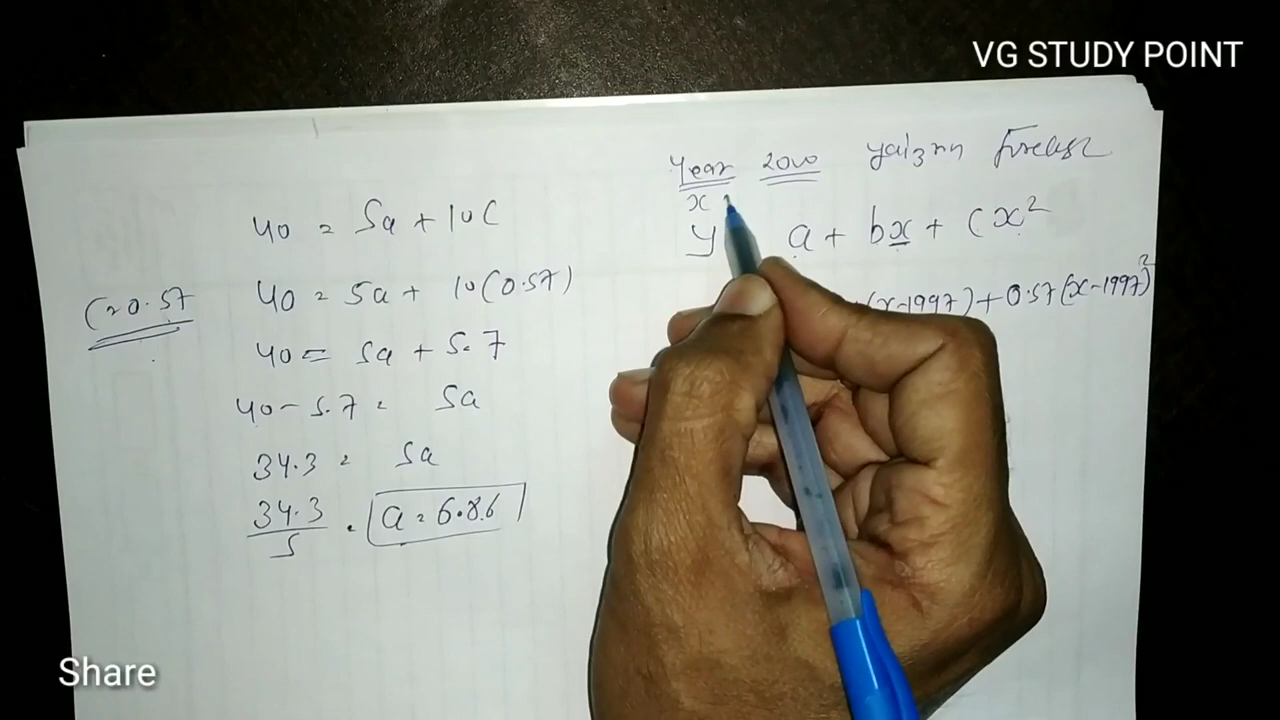 VG STUDY POINT
40 = 5a + 10C
C = 0.57
40 = 5a + 10(0.57)
40 = 5a + 5.7
40 - 5.7 = 5a
34.3 = 5a
34.3/5 = a = 6.86
Year 2000
x
y a + bx + Cx²
(x-1997) + 0.57(x-1997)²
Share